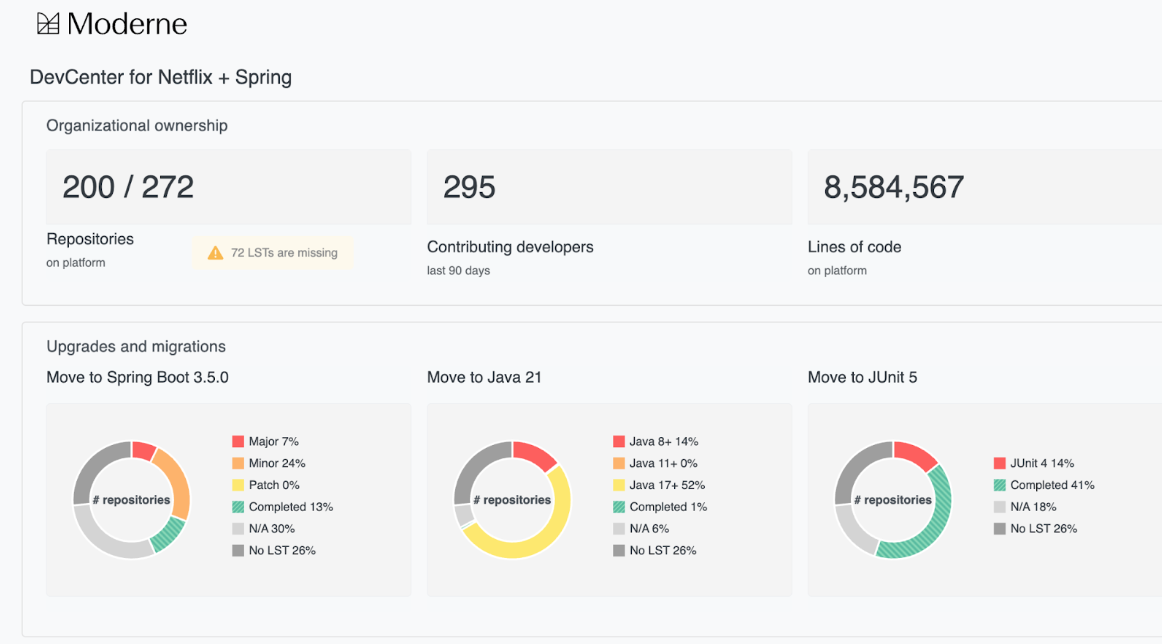 Moderne
DevCenter for Netflix + Spring
Organizational ownership
200 / 272
Repositories
on platform
72 LSTs are missing
295
Contributing developers
last 90 days
8,584,567
Lines of code
on platform
Upgrades and migrations
Move to Spring Boot 3.5.0
# repositories
Major 7%
Minor 24%
Patch 0%
Completed 13%
N/A 30%
No LST 26%
Move to Java 21
# repositories
Java 8+ 14%
Java 11+ 0%
Java 17+ 52%
Completed 1%
N/A 6%
No LST 26%
Move to JUnit 5
# repositories
JUnit 4 14%
Completed 41%
N/A 18%
No LST 26%